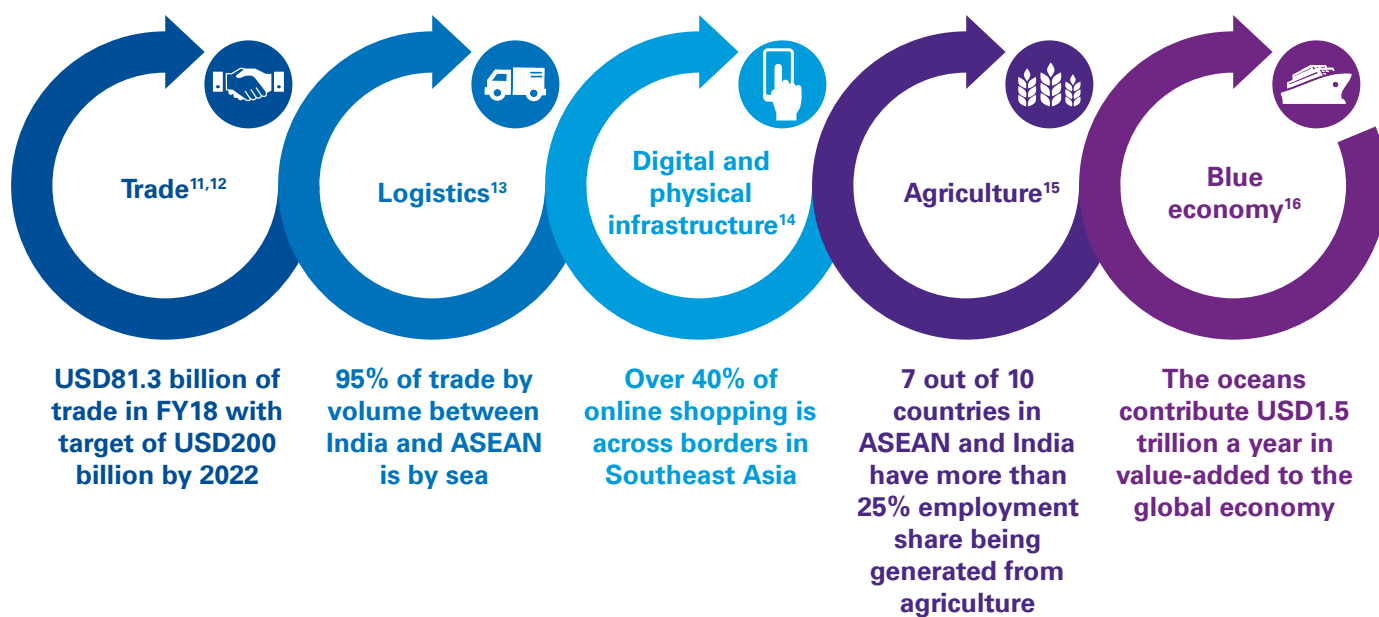 Trade11,12
Logistics13
Digital and
physical
infrastructure14
Agriculture15
Blue
economy16
USD81.3 billion of
trade in FY18 with
target of USD200
billion by 2022
95% of trade by
volume between
India and ASEAN
is by sea
Over 40% of
online shopping is
across borders in
Southeast Asia
7 out of 10
countries in
ASEAN and India
have more than
25% employment
share being
generated from
agriculture
The oceans
contribute USD1.5
trillion a year in
value-added to the
global economy